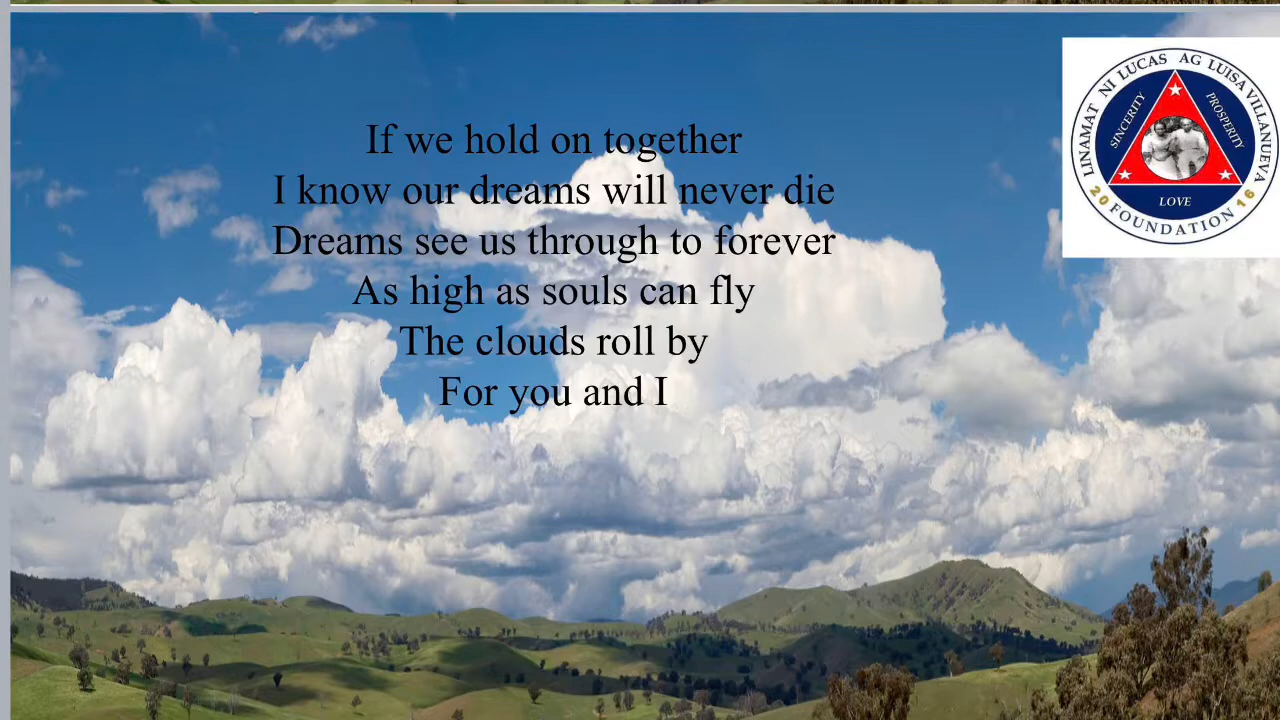 If we hold on together
I know our dreams will never die
Dreams see us through to forever
As high as souls can fly
The clouds roll by
For you and I
LINAMAT NI LUCAS AG LUISA VILLANUEVA
SINCERITY
PROSPERITY
LOVE
20 FOUNDATION 16